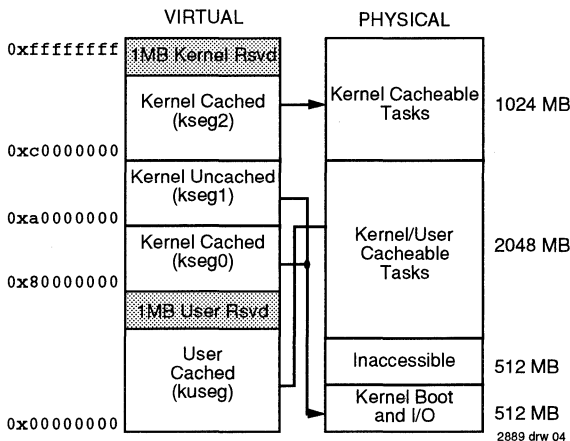 VIRTUAL
PHYSICAL
0xffffffff
1MB Kernel Rsvd
Kernel Cached
(kseg2)
Kernel Cacheable
Tasks
1024 MB
0xc0000000
Kernel Uncached
(kseg1)
0xa0000000
Kernel Cached
(kseg0)
Kernel/User
Cacheable
Tasks
2048 MB
0x80000000
1MB User Rsvd
User
Cached
(kuseg)
Inaccessible
512 MB
Kernel Boot
and I/O
512 MB
0x00000000
2889 drw 04